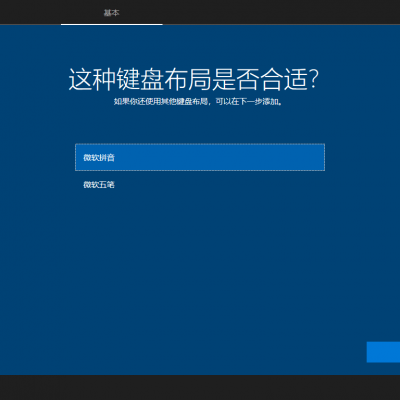 基本
这种键盘布局是否合适?
如果你还使用其他键盘布局，可以在下一步添加。
微软拼音
微软五笔